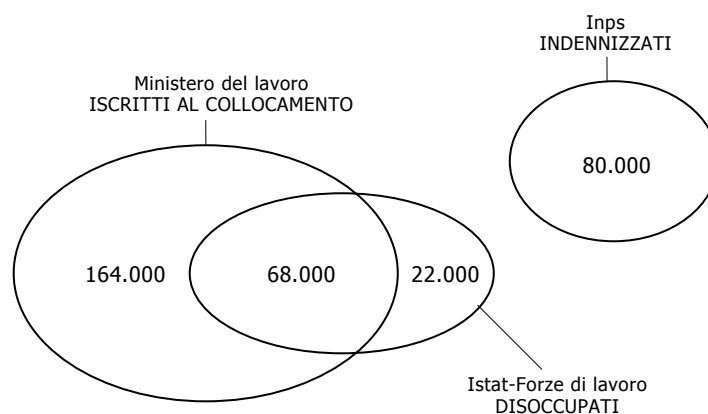 Inps
INDENNIZZATI
Ministero del lavoro
ISCRITTI AL COLLOCAMENTO
80.000
164.000
68.000
22.000
Istat-Forze di lavoro
DISOCCUPATI